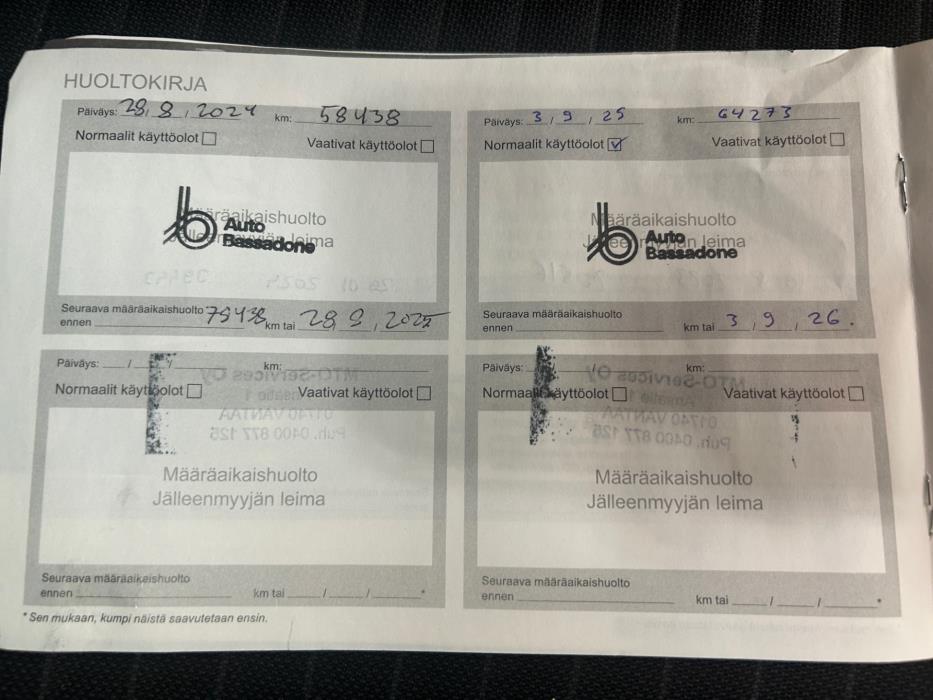 HUOLTOKIRJA
Päiväys: 28, 8, 2024 km: 58438
Normaalit käyttöolot Vaativat käyttöolot
Määräaikaishuolto
Jälleenmyyjän leima
Auto
Bassadone
Seuraava määräaikaishuolto
ennen 78438 km tai 28, 8, 2025
Päiväys: 3 / 9 / 25 km: 64273
Normaalit käyttöolot Vaativat käyttöolot
Määräaikaishuolto
Jälleenmyyjän leima
Auto
Bassadone
Seuraava määräaikaishuolto
ennen km tai 3 / 9 / 26.
Päiväys: / / km:
Normaalit käyttöolot Vaativat käyttöolot
Määräaikaishuolto
Jälleenmyyjän leima
Seuraava määräaikaishuolto
ennen km tai / / *
Päiväys: / / km:
Normaalit käyttöolot Vaativat käyttöolot
Määräaikaishuolto
Jälleenmyyjän leima
Seuraava määräaikaishuolto
ennen km tai / / *
* Sen mukaan, kumpi näistä saavutetaan ensin.